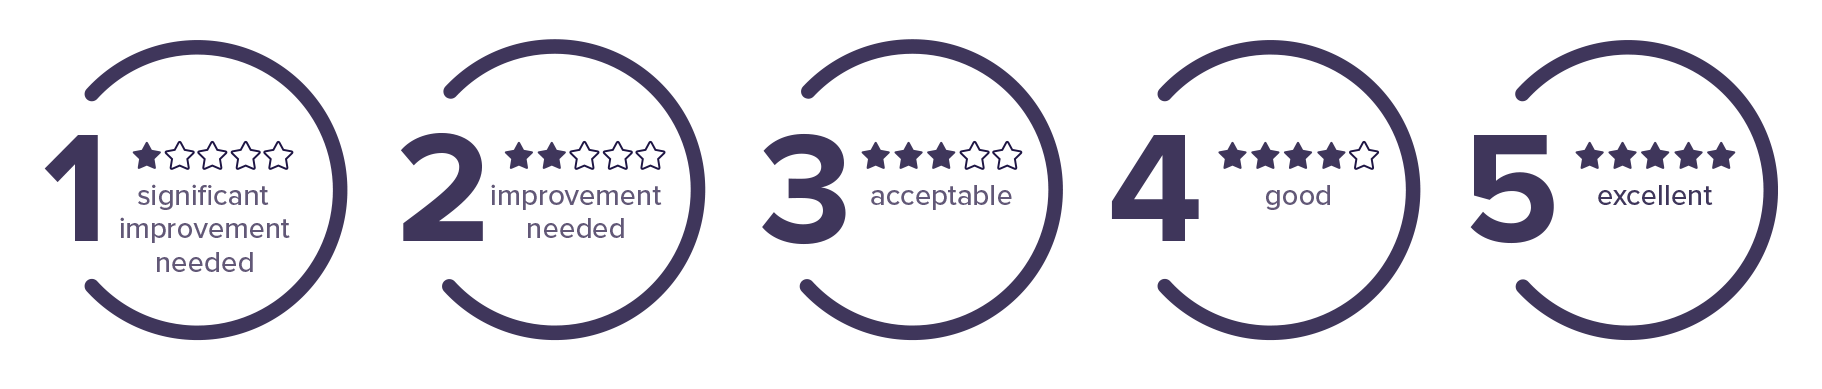 1
significant
improvement
needed
2
improvement
needed
3
acceptable
4
good
5
excellent